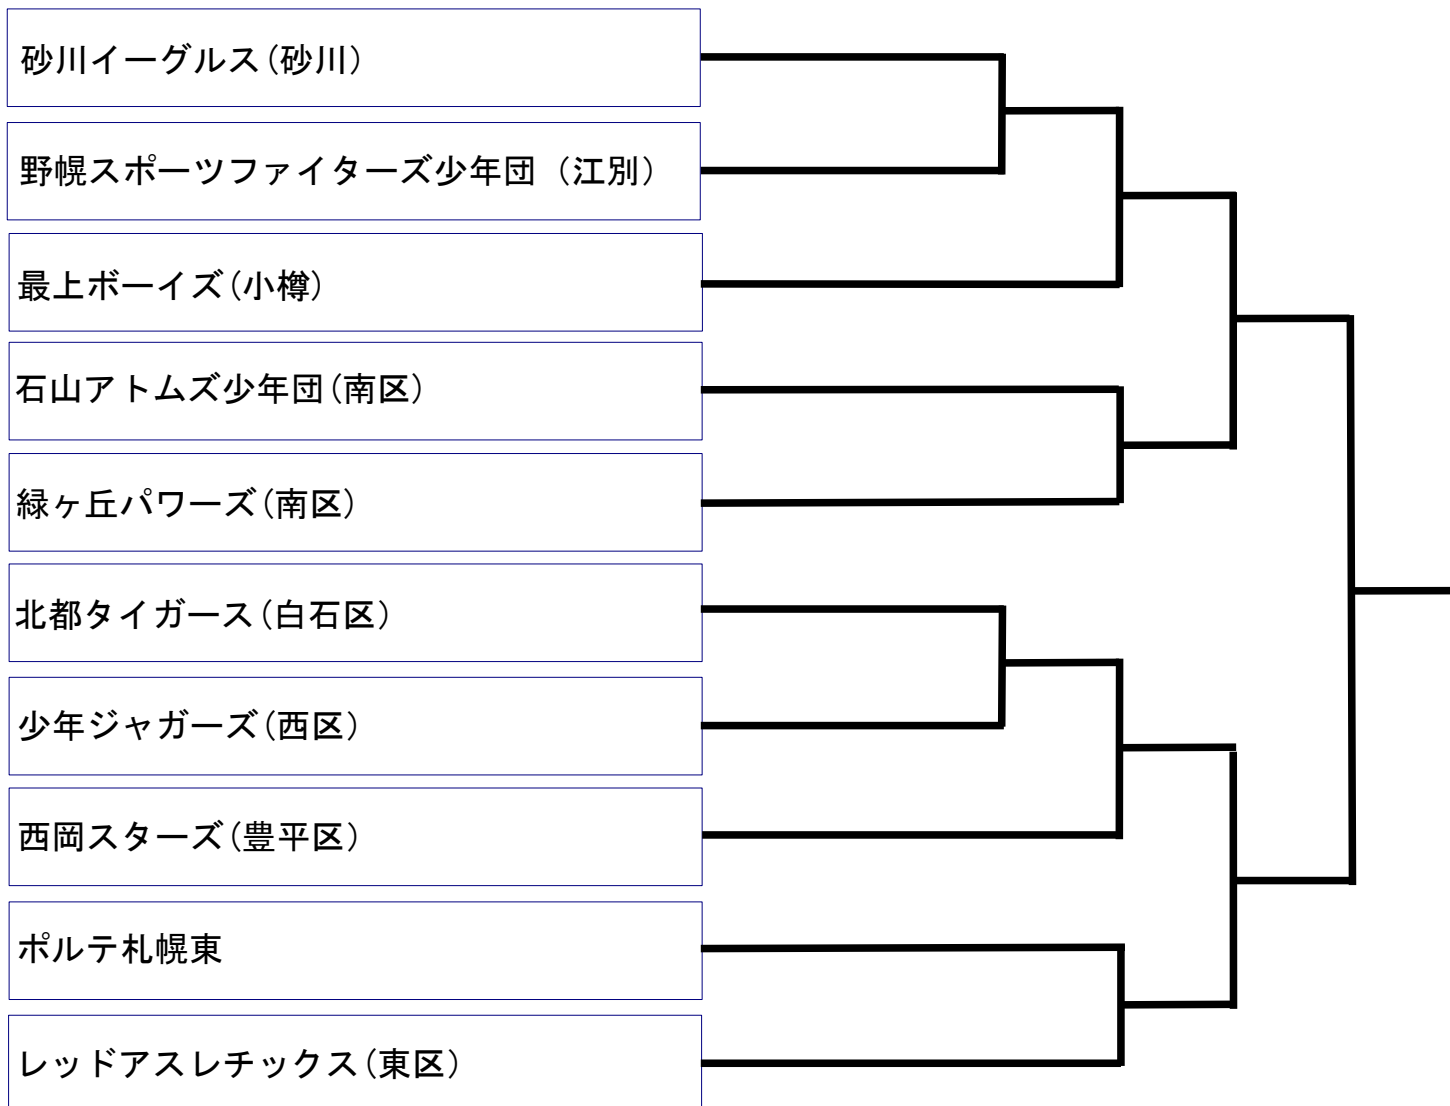 砂川イーグルス(砂川)
野幌スポーツファイターズ少年団（江別）
最上ボーイズ(小樽)
石山アトムズ少年団(南区)
緑ヶ丘パワーズ(南区)
北都タイガース(白石区)
少年ジャガーズ(西区)
西岡スターズ(豊平区)
ポルテ札幌東
レッドアスレチックス(東区)